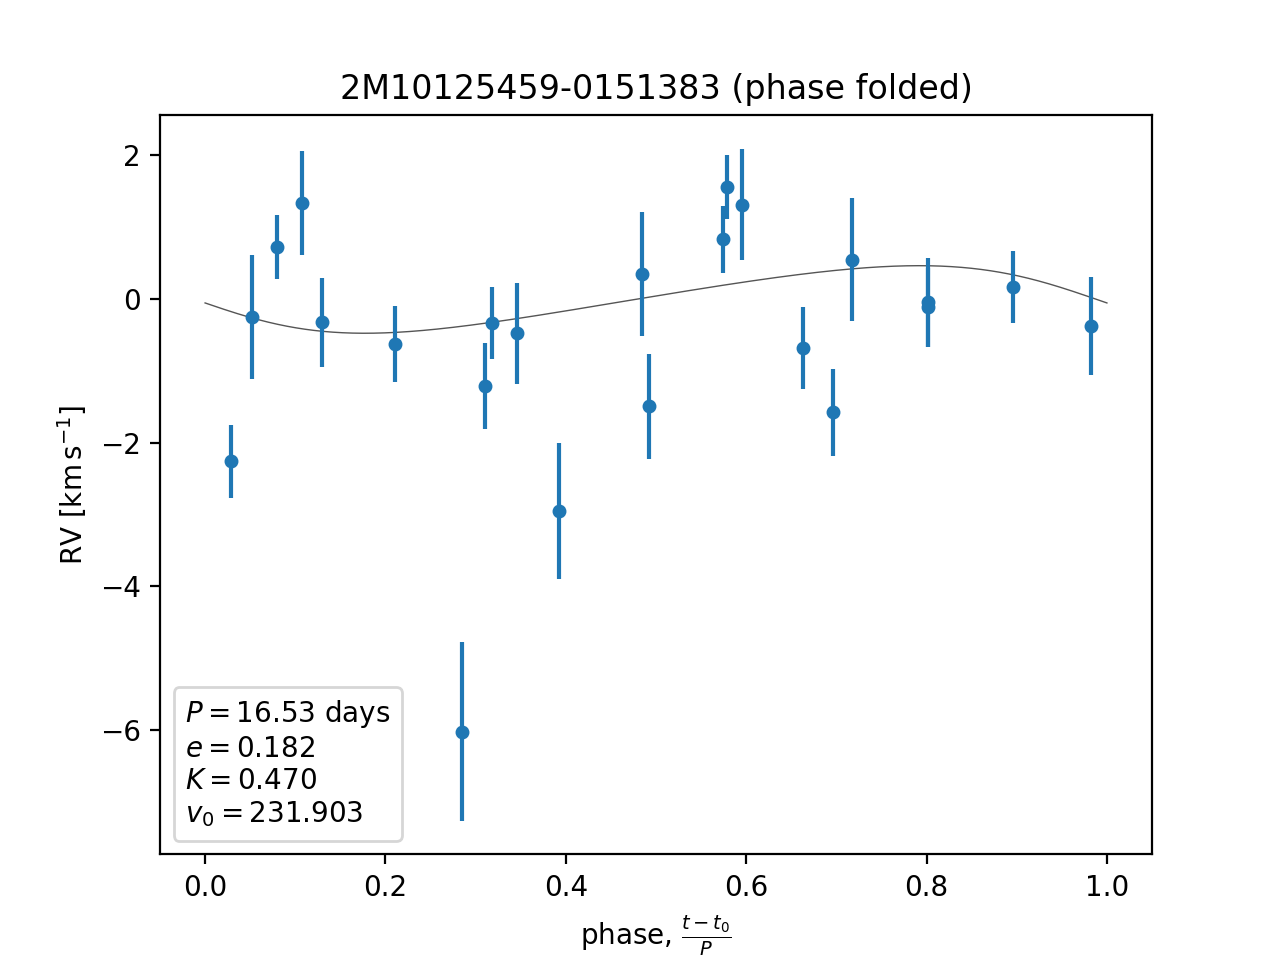 2M10125459-0151383 (phase folded)
2
0
−2
−4
−6
RV [km s⁻¹]
P = 16.53 days
e = 0.182
K = 0.470
v₀ = 231.903
0.0 0.2 0.4 0.6 0.8 1.0
phase, (t − t₀)/P